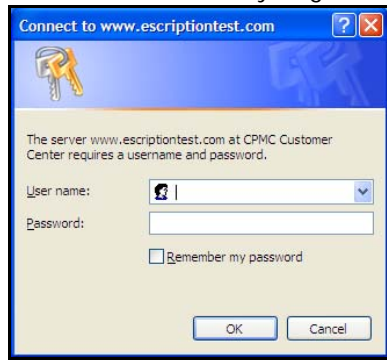 Connect to www.escriptiontest.com
The server www.escriptiontest.com at CPMC Customer
Center requires a username and password.
User name:
Password:
Remember my password
OK Cancel